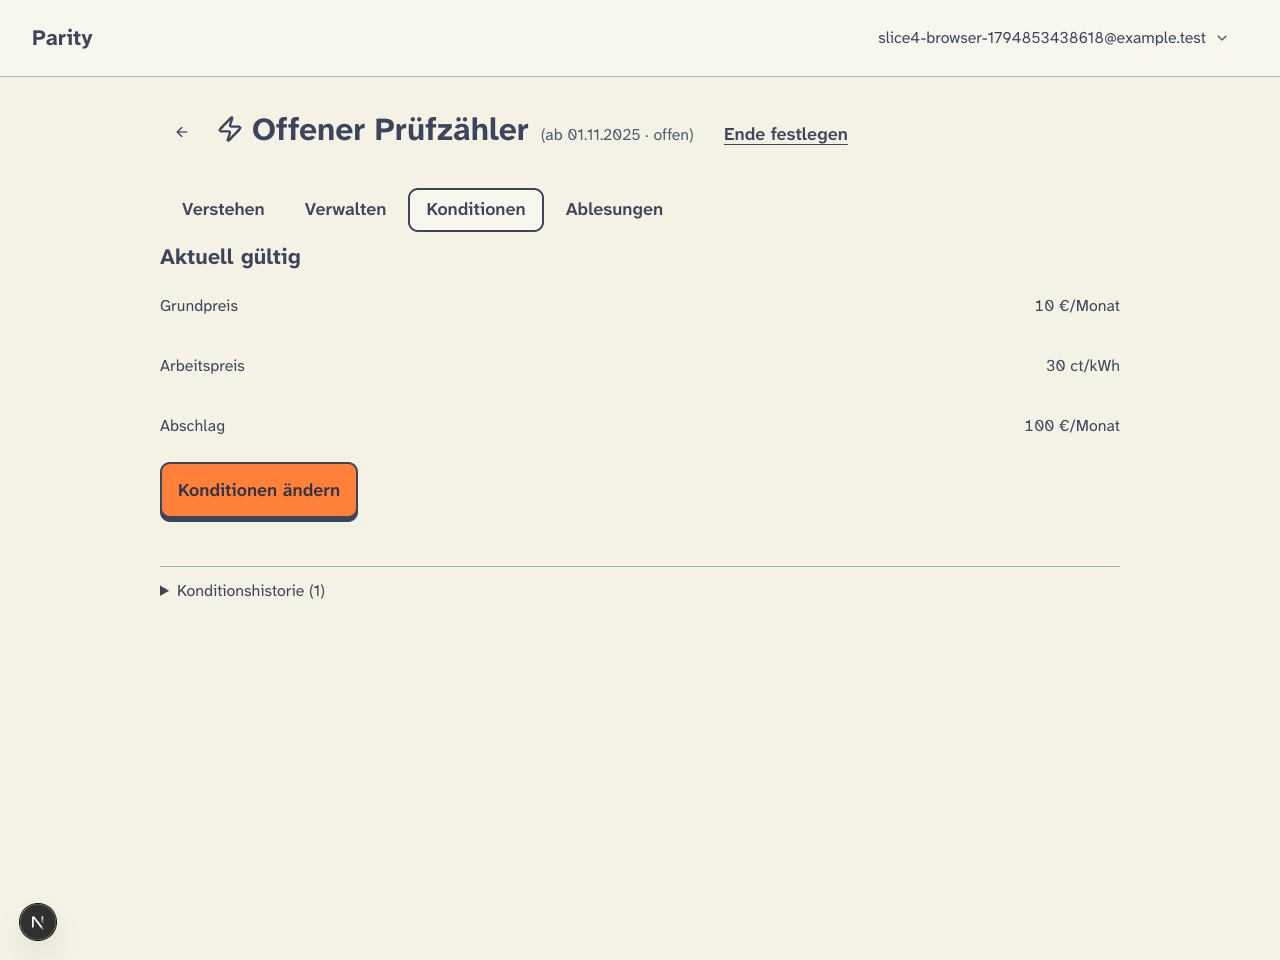 Parity
slice4-browser-1794853438618@example.test
Offener Prüfzähler (ab 01.11.2025 · offen) Ende festlegen
Verstehen Verwalten Konditionen Ablesungen
Aktuell gültig
Grundpreis 10 €/Monat
Arbeitspreis 30 ct/kWh
Abschlag 100 €/Monat
Konditionen ändern
Konditionshistorie (1)
N